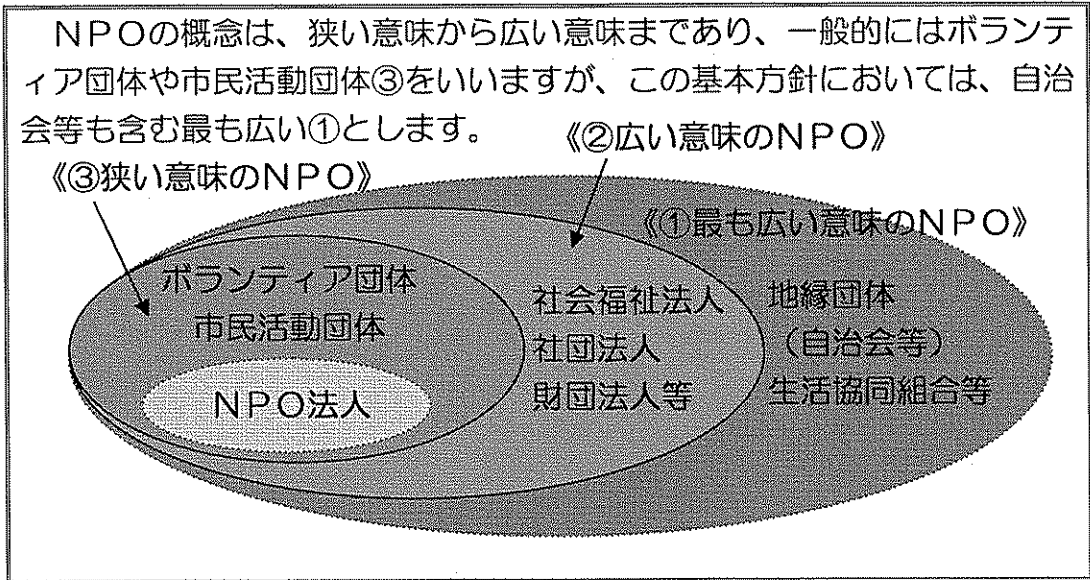 NPOの概念は、狭い意味から広い意味まであり、一般的にはボランテ
ィア団体や市民活動団体③をいいますが、この基本方針においては、自治
会等も含む最も広い①とします。
《②広い意味のNPO》
《③狭い意味のNPO》
《①最も広い意味のNPO》
ボランティア団体
市民活動団体
NPO法人
社会福祉法人
社団法人
財団法人等
地縁団体
（自治会等）
生活協同組合等